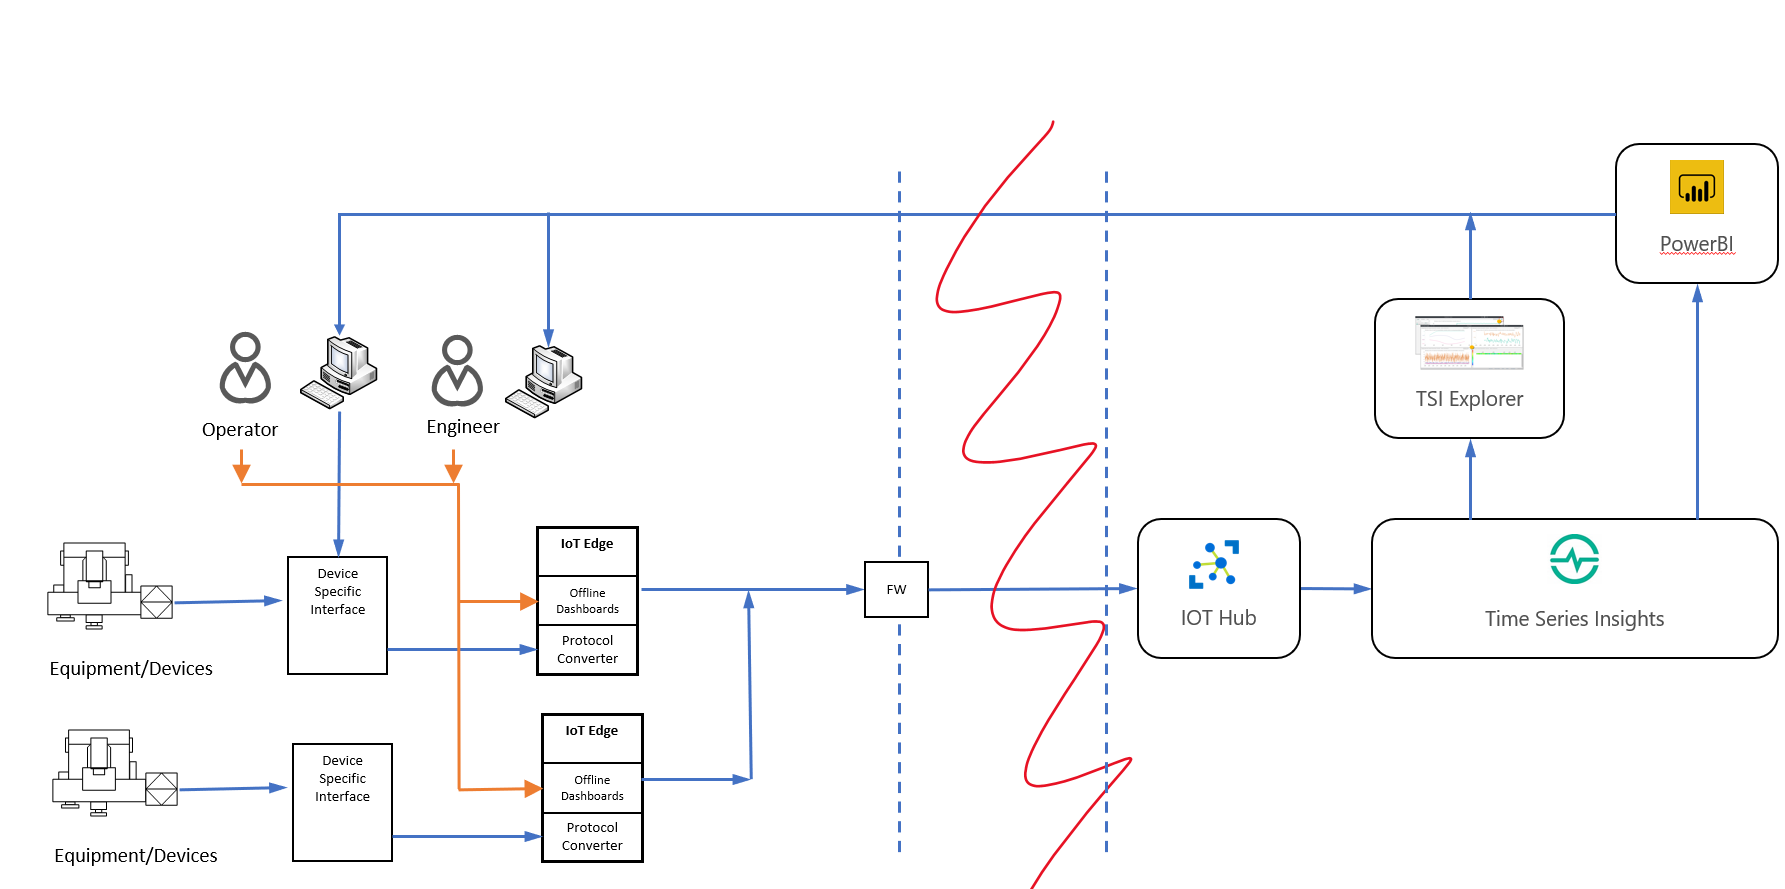 PowerBI
TSI Explorer
Operator
Engineer
IoT Edge
Offline
Dashboards
Protocol
Converter
Device
Specific
Interface
FW
IOT Hub
Time Series Insights
Equipment/Devices
IoT Edge
Offline
Dashboards
Protocol
Converter
Device
Specific
Interface
Equipment/Devices